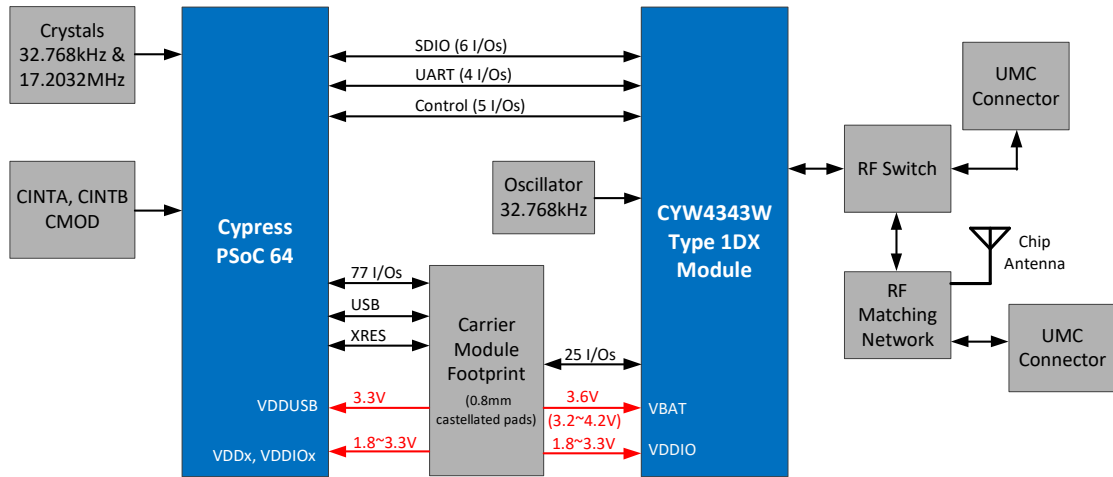 Crystals
32.768kHz &
17.2032MHz
CINTA, CINTB
CMOD
Cypress
PSoC 64
SDIO (6 I/Os)
UART (4 I/Os)
Control (5 I/Os)
Oscillator
32.768kHz
CYW4343W
Type 1DX
Module
RF Switch
UMC
Connector
Chip
Antenna
RF
Matching
Network
UMC
Connector
77 I/Os
USB
XRES
Carrier
Module
Footprint
(0.8mm
castellated pads)
25 I/Os
VDDUSB
3.3V
3.6V
(3.2~4.2V)
VBAT
VDDx, VDDIOx
1.8~3.3V
1.8~3.3V
VDDIO